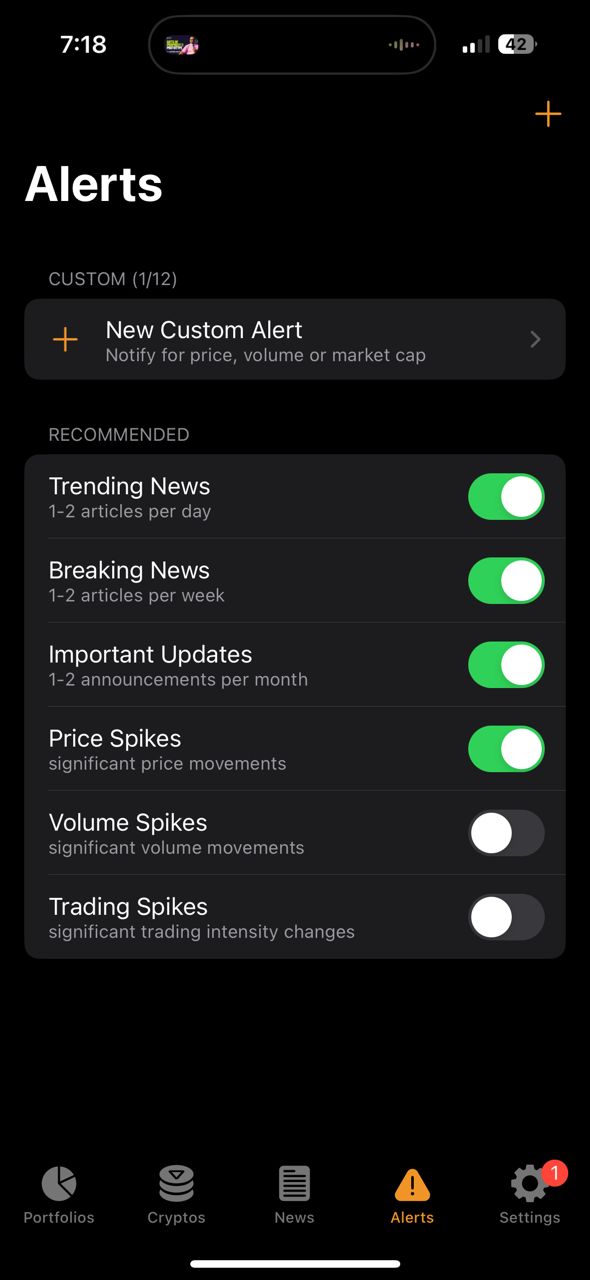 7:18
42
Alerts
CUSTOM (1/12)
New Custom Alert
Notify for price, volume or market cap
RECOMMENDED
Trending News
1-2 articles per day
Breaking News
1-2 articles per week
Important Updates
1-2 announcements per month
Price Spikes
significant price movements
Volume Spikes
significant volume movements
Trading Spikes
significant trading intensity changes
1
Portfolios
Cryptos
News
Alerts
Settings